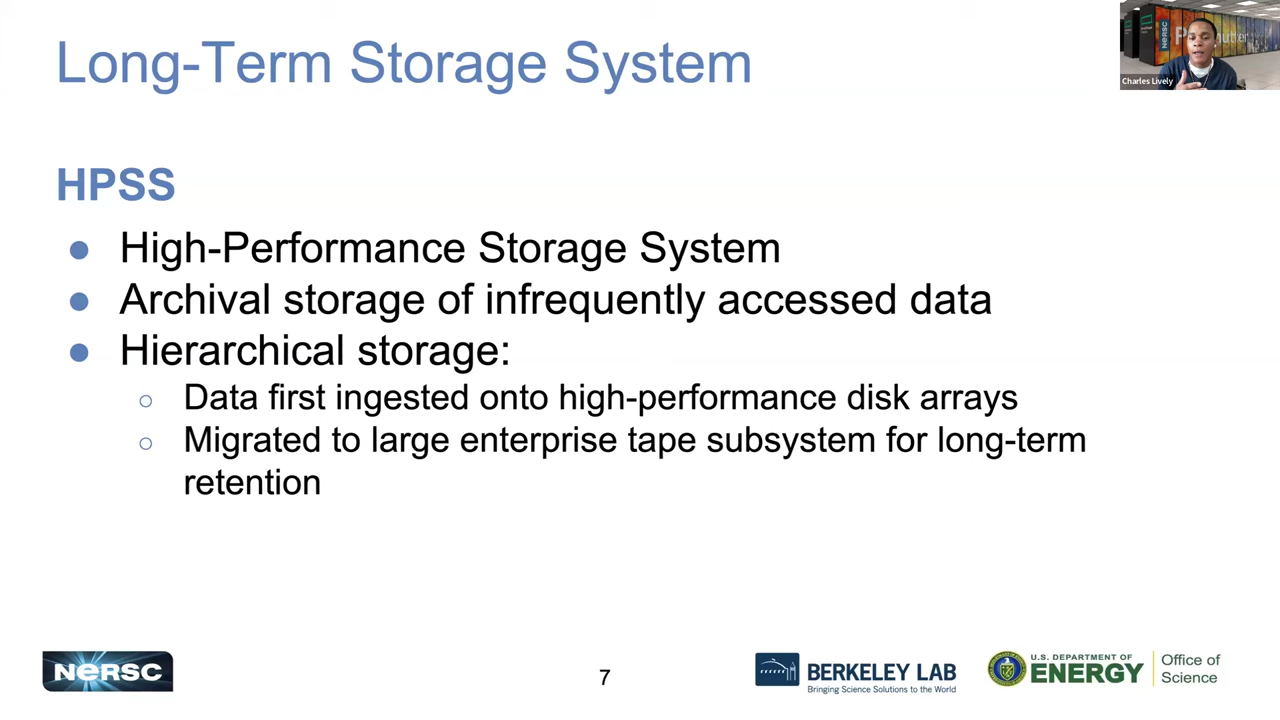 Long-Term Storage System
NERSC
Charles Lively
HPSS
● High-Performance Storage System
● Archival storage of infrequently accessed data
● Hierarchical storage:
○ Data first ingested onto high-performance disk arrays
○ Migrated to large enterprise tape subsystem for long-term
retention
NERSC
7
BERKELEY LAB
Bringing Science Solutions to the World
U.S. DEPARTMENT OF
ENERGY
Office of
Science